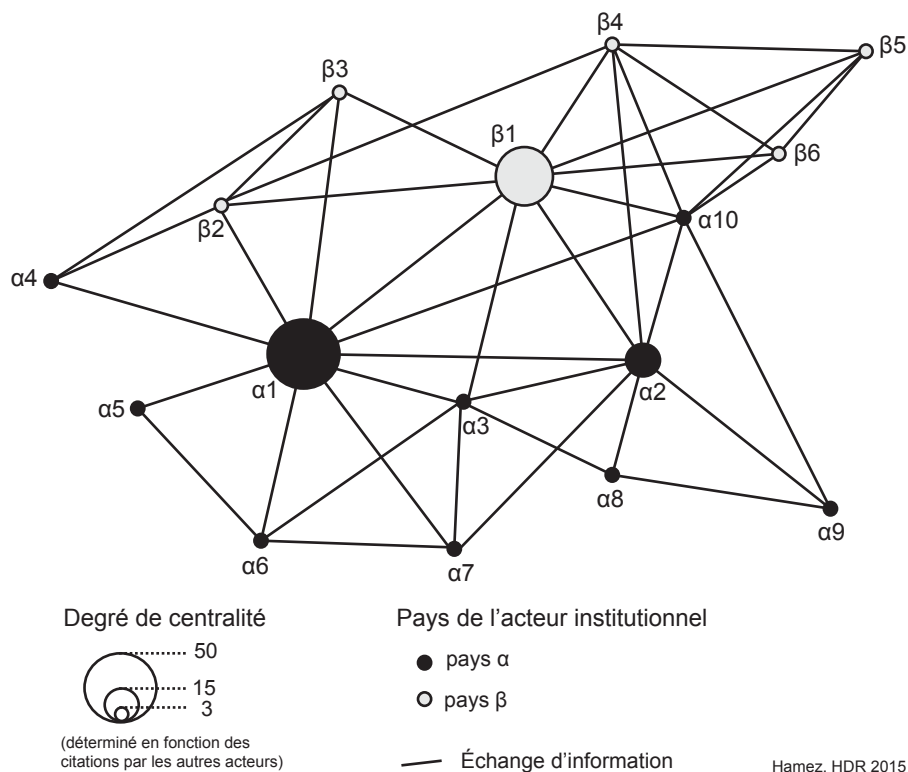 β4
β5
β3
β1
β6
β2
α10
α4
α1
α2
α5
α3
α8
α9
α6
α7
Degré de centralité
50
15
3
(déterminé en fonction des
citations par les autres acteurs)
Pays de l’acteur institutionnel
pays α
pays β
Échange d’information
Hamez, HDR 2015